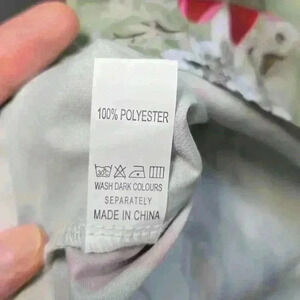 100% POLYESTER
WASH DARK COLOURS
SEPARATELY
MADE IN CHINA